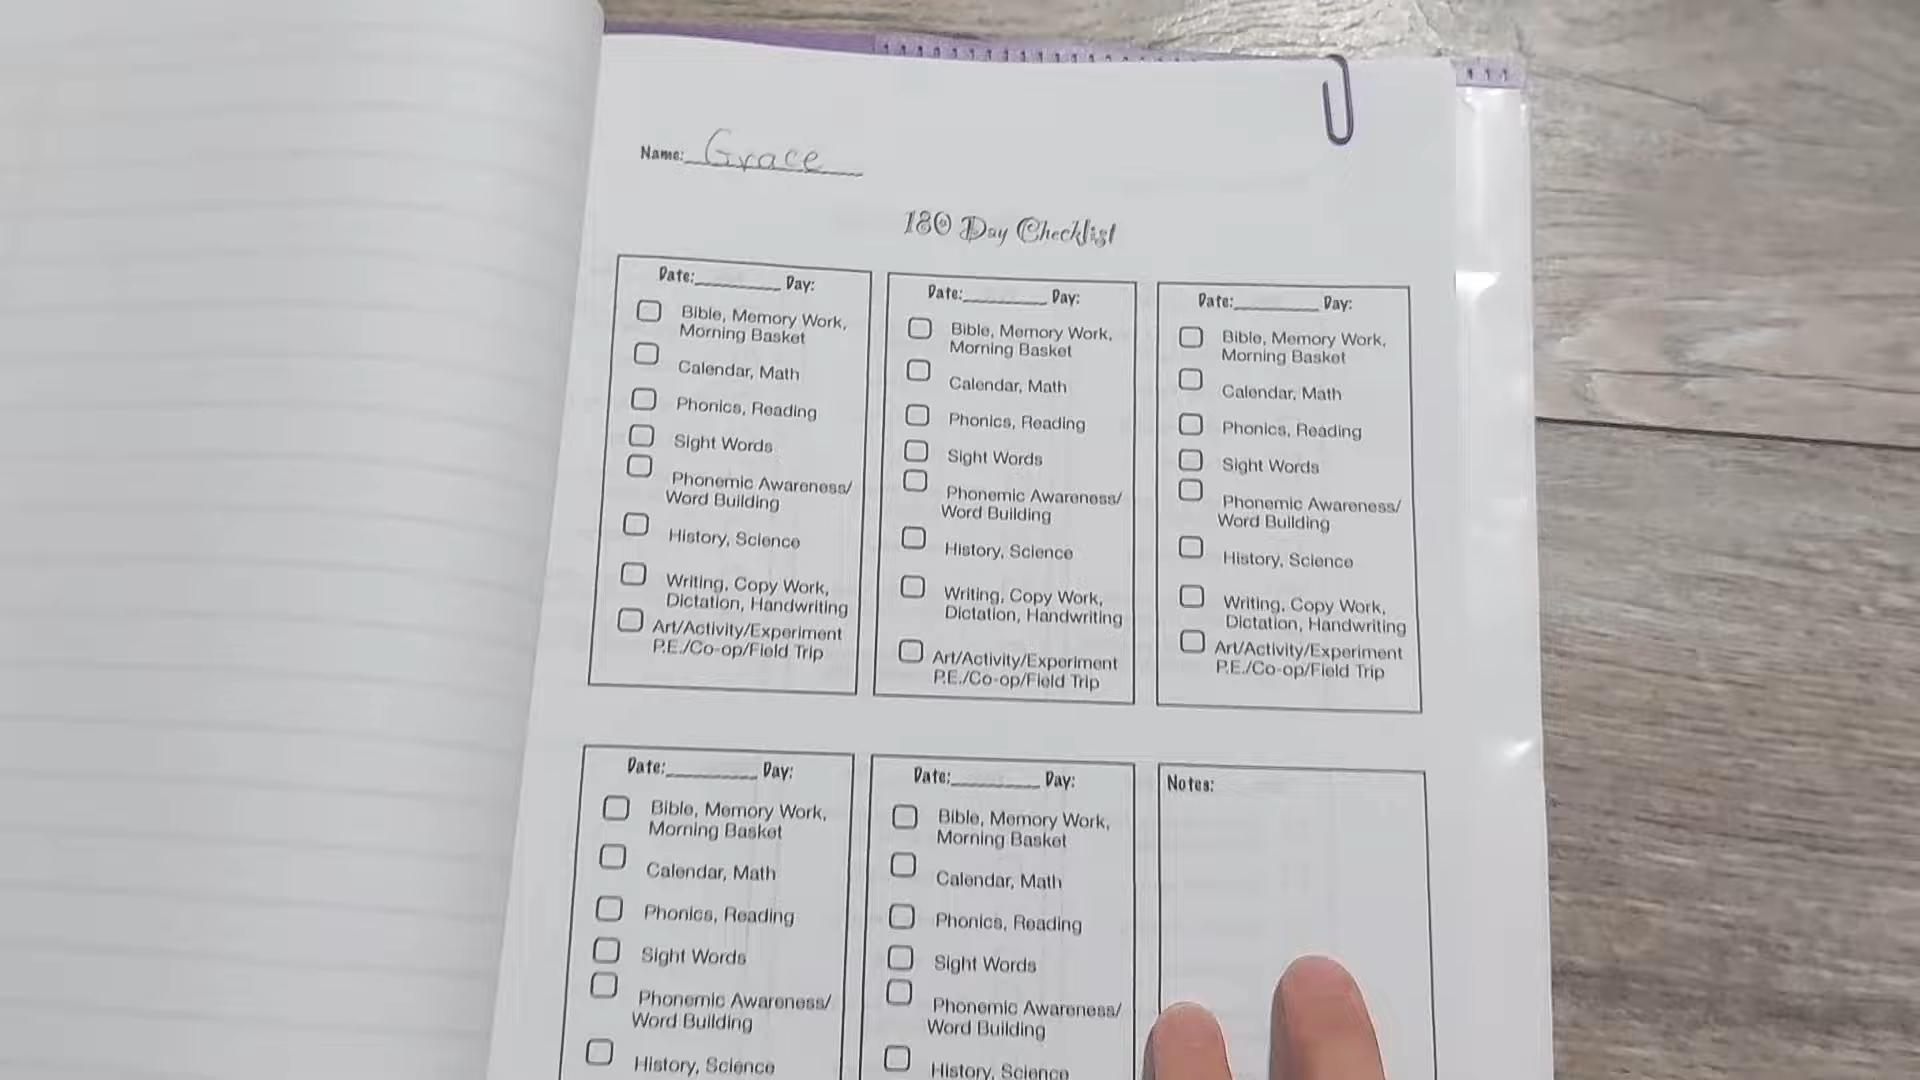 Name: Grace
180 Day Checklist
Date:________ Day:
Bible, Memory Work,
Morning Basket
Calendar, Math
Phonics, Reading
Sight Words
Phonemic Awareness/
Word Building
History, Science
Writing, Copy Work,
Dictation, Handwriting
Art/Activity/Experiment
P.E./Co-op/Field Trip
Date:________ Day:
Bible, Memory Work,
Morning Basket
Calendar, Math
Phonics, Reading
Sight Words
Phonemic Awareness/
Word Building
History, Science
Writing, Copy Work,
Dictation, Handwriting
Art/Activity/Experiment
P.E./Co-op/Field Trip
Date:________ Day:
Bible, Memory Work,
Morning Basket
Calendar, Math
Phonics, Reading
Sight Words
Phonemic Awareness/
Word Building
History, Science
Writing, Copy Work,
Dictation, Handwriting
Art/Activity/Experiment
P.E./Co-op/Field Trip
Date:________ Day:
Bible, Memory Work,
Morning Basket
Calendar, Math
Phonics, Reading
Sight Words
Phonemic Awareness/
Word Building
History, Science
Date:________ Day:
Bible, Memory Work,
Morning Basket
Calendar, Math
Phonics, Reading
Sight Words
Phonemic Awareness/
Word Building
History, Science
Notes: